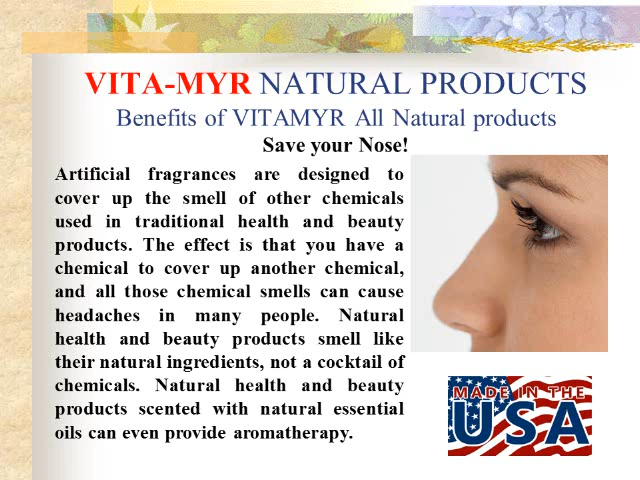 VITA-MYR NATURAL PRODUCTS
Benefits of VITAMYR All Natural products
Save your Nose!
Artificial fragrances are designed to
cover up the smell of other chemicals
used in traditional health and beauty
products. The effect is that you have a
chemical to cover up another chemical,
and all those chemical smells can cause
headaches in many people. Natural
health and beauty products smell like
their natural ingredients, not a cocktail of
chemicals. Natural health and beauty
products scented with natural essential
oils can even provide aromatherapy.
MADE IN THE
USA